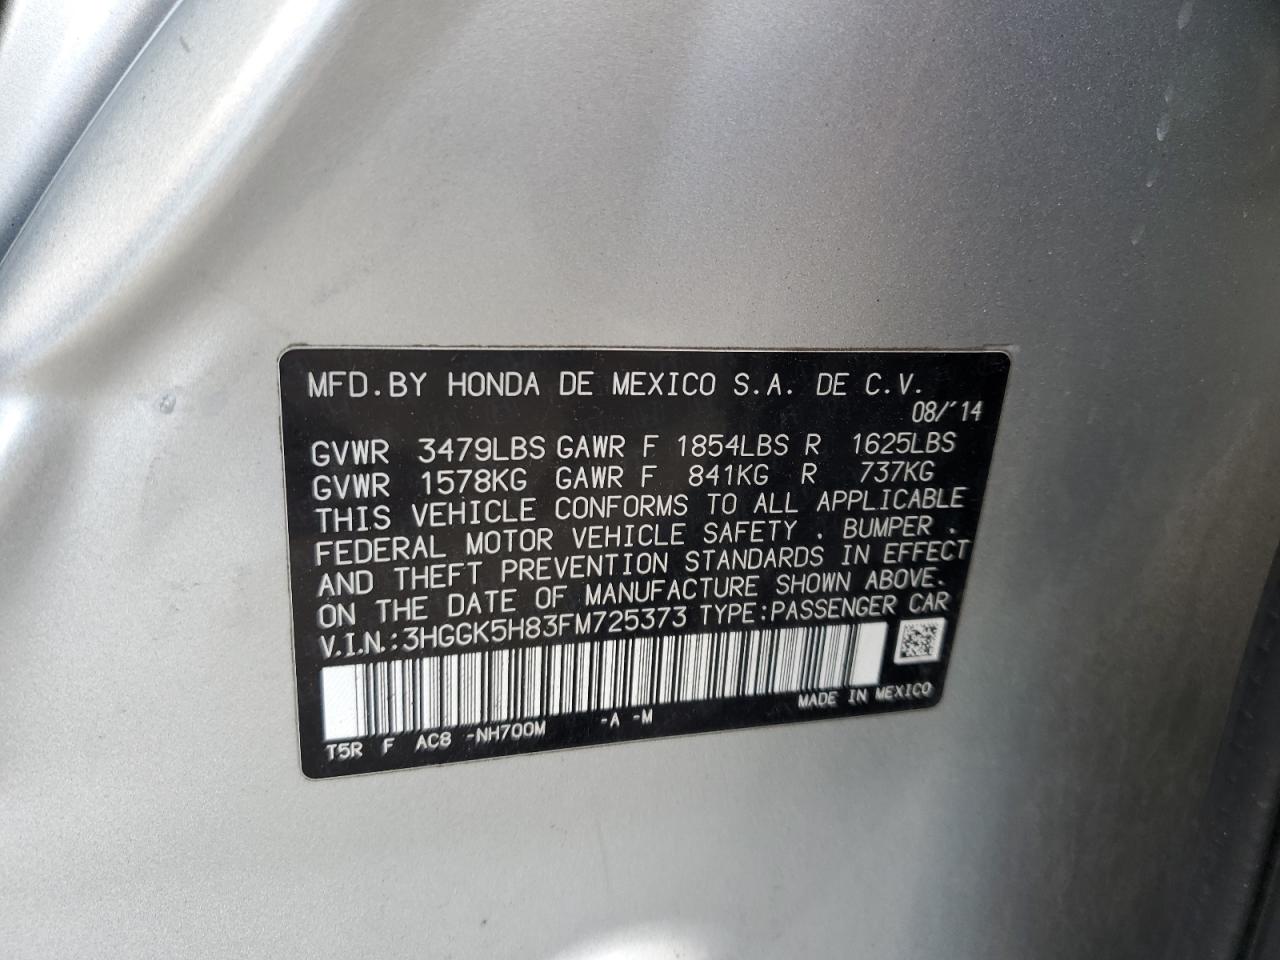 MFD. BY HONDA DE MEXICO S.A. DE C.V.
08/'14
GVWR 3479LBS GAWR F 1854LBS R 1625LBS
GVWR 1578KG GAWR F 841KG R 737KG
THIS VEHICLE CONFORMS TO ALL APPLICABLE
FEDERAL MOTOR VEHICLE SAFETY , BUMPER ,
AND THEFT PREVENTION STANDARDS IN EFFECT
ON THE DATE OF MANUFACTURE SHOWN ABOVE.
V.I.N.:3HGGK5H83FM725373 TYPE:PASSENGER CAR
MADE IN MEXICO
T5R F AC8 -NH700M -A -M